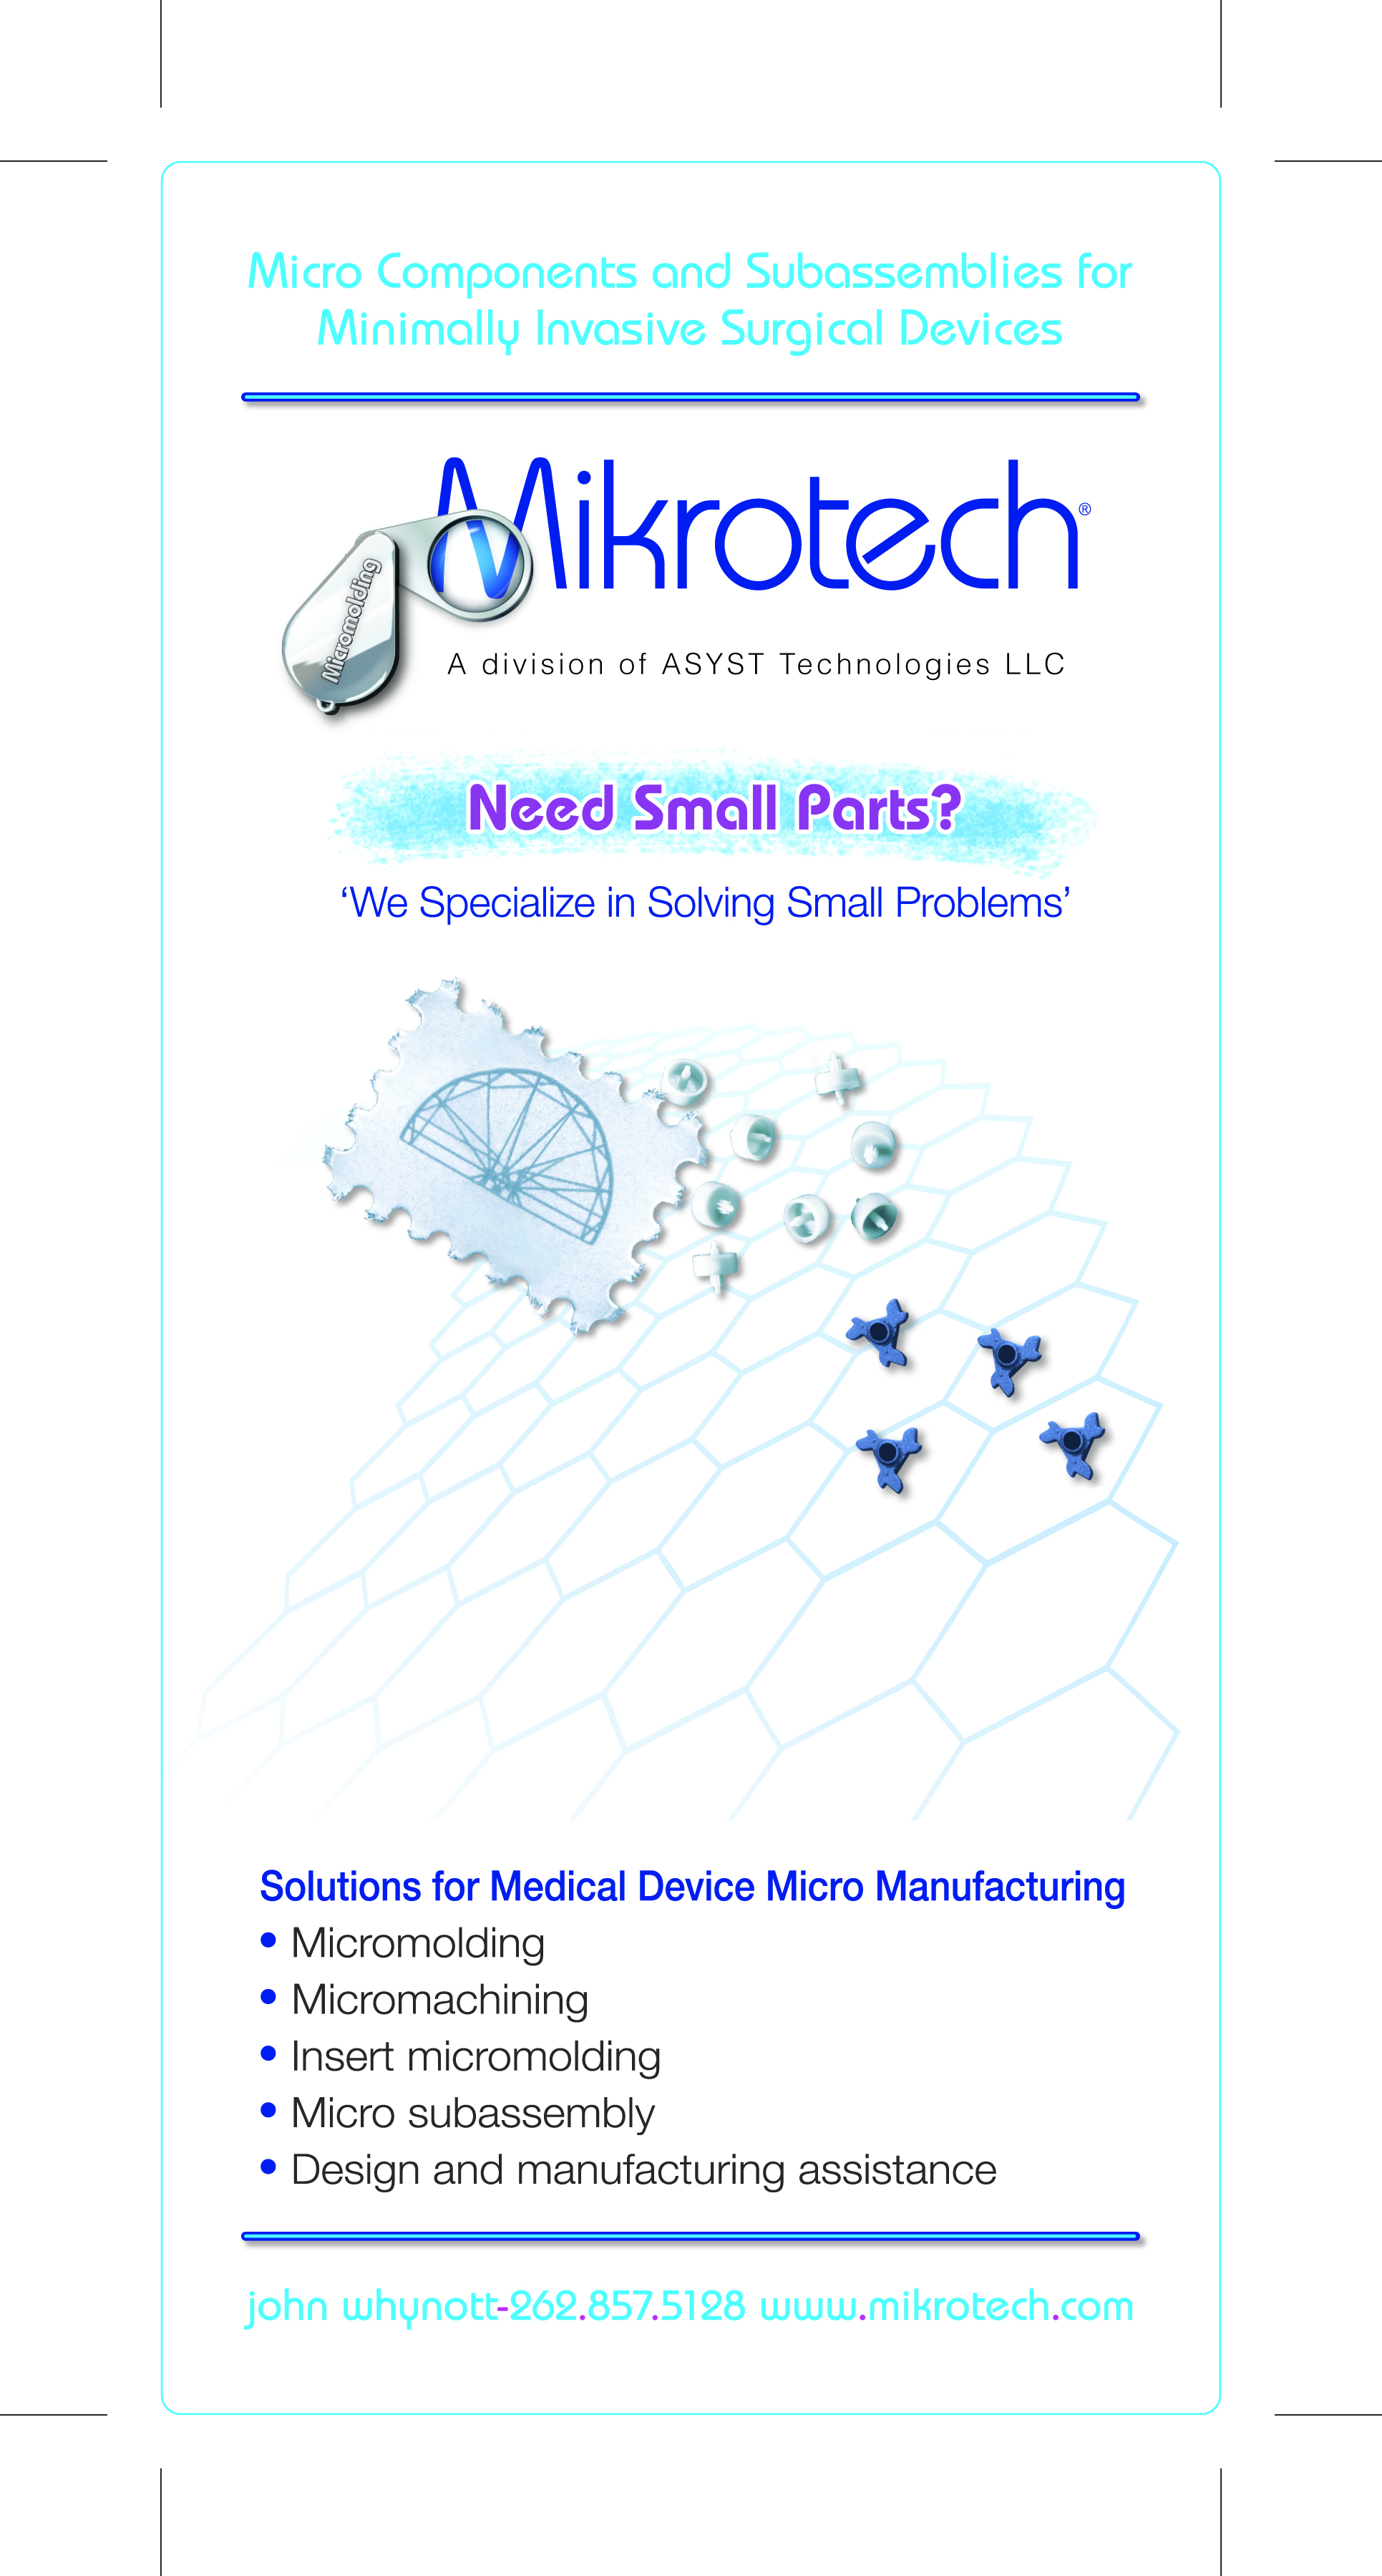 Micro Components and Subassemblies for
Minimally Invasive Surgical Devices
Mikrotech®
Micromolding
A division of ASYST Technologies LLC
Need Small Parts?
‘We Specialize in Solving Small Problems’
Solutions for Medical Device Micro Manufacturing
• Micromolding
• Micromachining
• Insert micromolding
• Micro subassembly
• Design and manufacturing assistance
john whynott-262.857.5128 www.mikrotech.com